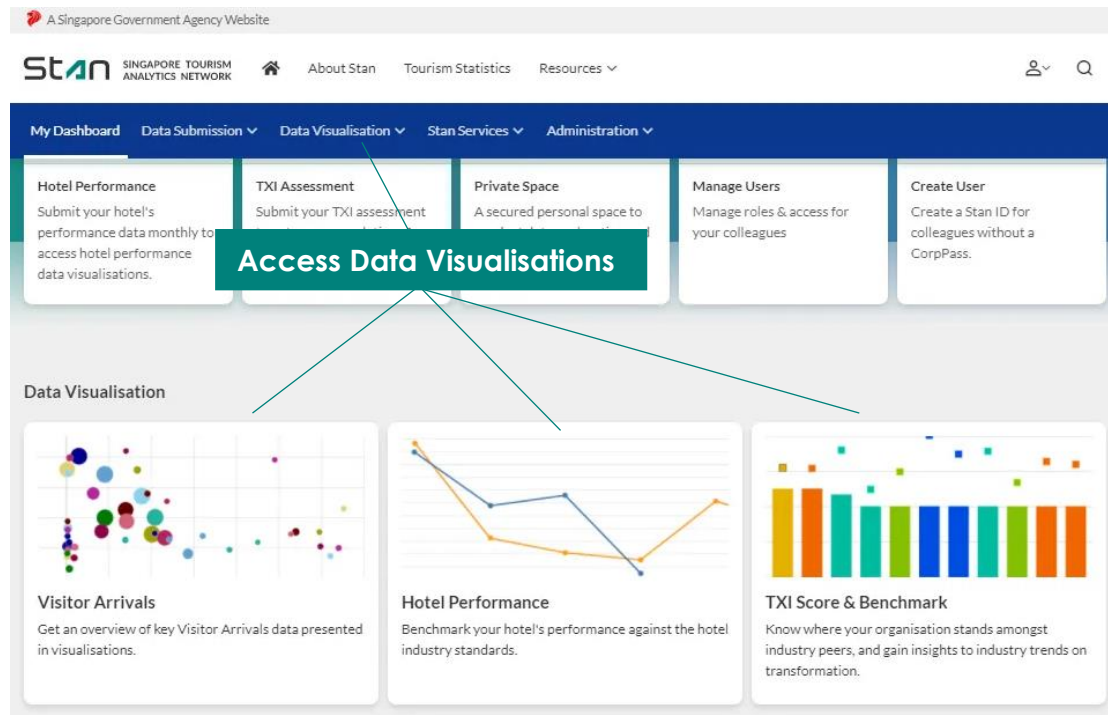 A Singapore Government Agency Website
Stan SINGAPORE TOURISM
ANALYTICS NETWORK
About Stan Tourism Statistics Resources
My Dashboard Data Submission Data Visualisation Stan Services Administration
Hotel Performance
Submit your hotel's
performance data monthly to
access hotel performance
data visualisations.
TXI Assessment
Submit your TXI assessment
Private Space
A secured personal space to
Manage Users
Manage roles & access for
your colleagues
Create User
Create a Stan ID for
colleagues without a
CorpPass.
Access Data Visualisations
Data Visualisation
Visitor Arrivals
Get an overview of key Visitor Arrivals data presented
in visualisations.
Hotel Performance
Benchmark your hotel's performance against the hotel
industry standards.
TXI Score & Benchmark
Know where your organisation stands amongst
industry peers, and gain insights to industry trends on
transformation.